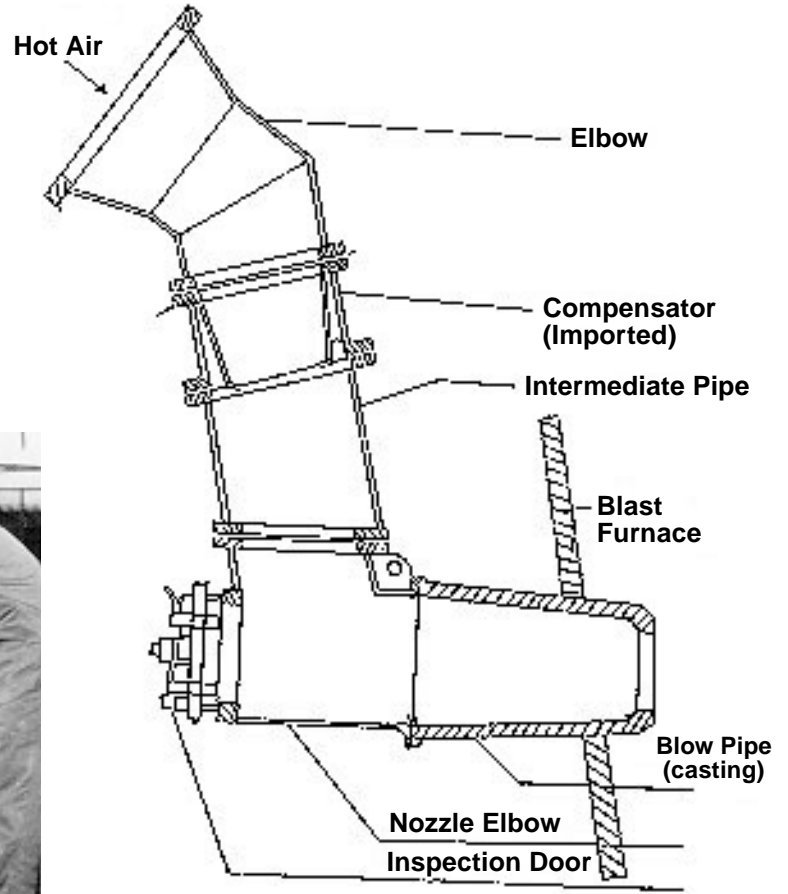 Hot Air
Elbow
Compensator
(Imported)
Intermediate Pipe
Blast
Furnace
Blow Pipe
(casting)
Nozzle Elbow
Inspection Door